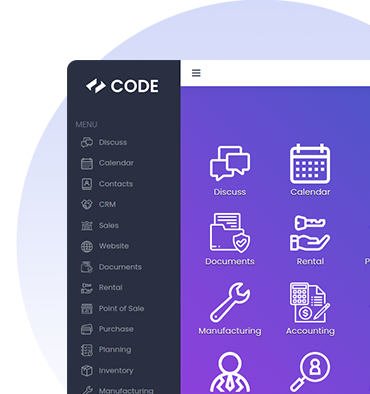 CODE
MENU
Discuss
Calendar
Contacts
CRM
Sales
Website
Documents
Rental
Point of Sale
Purchase
Planning
Inventory
Manufacturing
Discuss
Calendar
Documents
Rental
P
Manufacturing
Accounting